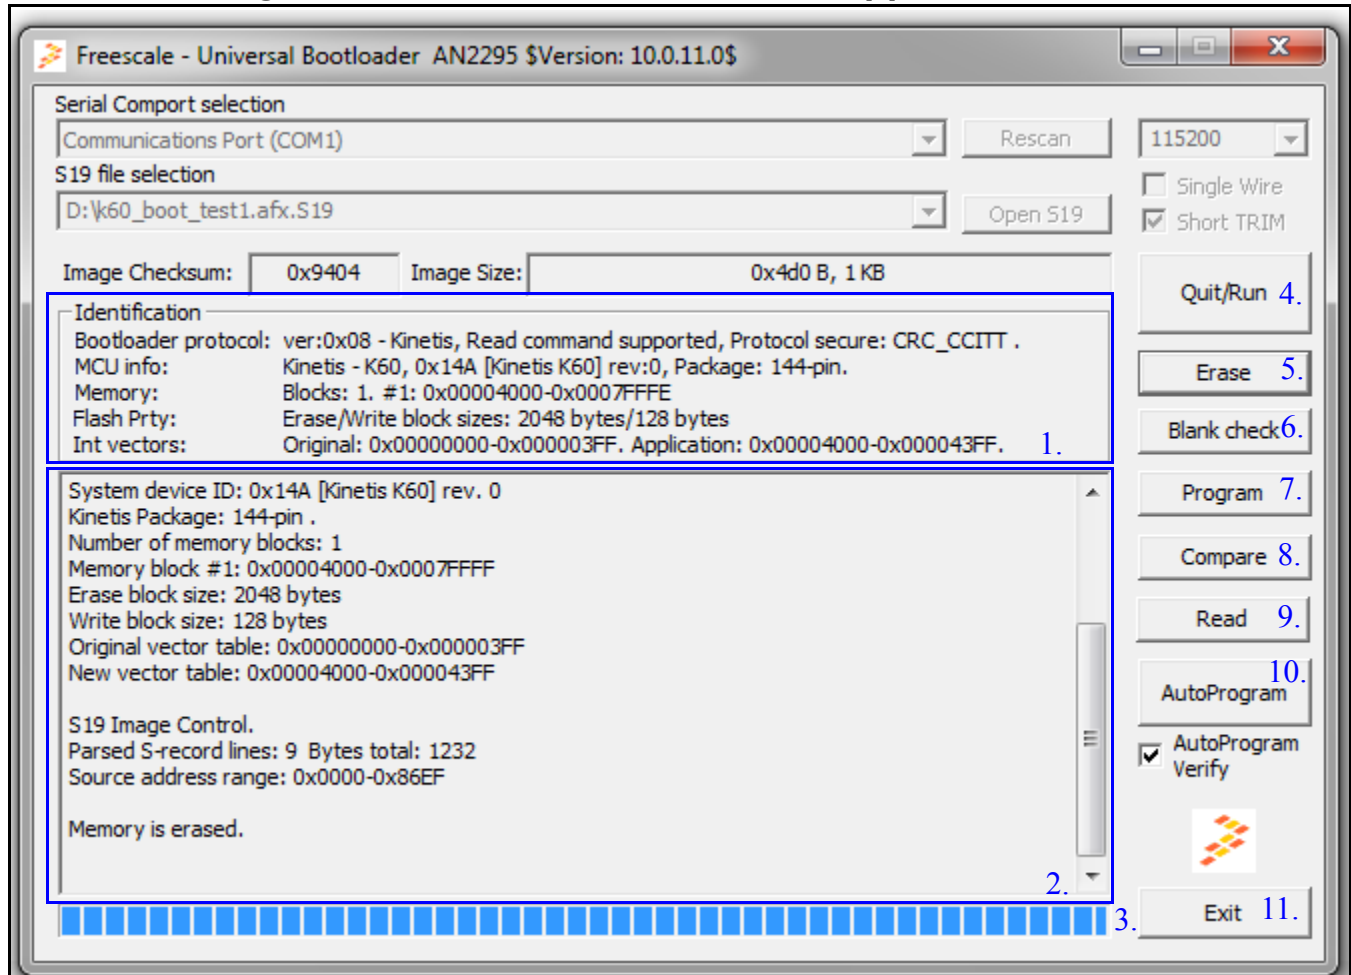 Freescale - Universal Bootloader AN2295 $Version: 10.0.11.0$
Serial Comport selection
Communications Port (COM1)
Rescan
115200
S19 file selection
Single Wire
D:\k60_boot_test1.afx.S19
Open S19
Short TRIM
Image Checksum: 0x9404 Image Size: 0x4d0 B, 1 KB
Quit/Run 4.
Identification
Bootloader protocol: ver:0x08 - Kinetis, Read command supported, Protocol secure: CRC_CCITT .
MCU info: Kinetis - K60, 0x14A [Kinetis K60] rev:0, Package: 144-pin.
Memory: Blocks: 1. #1: 0x00004000-0x0007FFFE
Flash Prty: Erase/Write block sizes: 2048 bytes/128 bytes
Int vectors: Original: 0x00000000-0x000003FF. Application: 0x00004000-0x000043FF.
1.
Erase 5.
Blank check 6.
System device ID: 0x14A [Kinetis K60] rev. 0
Kinetis Package: 144-pin .
Number of memory blocks: 1
Memory block #1: 0x00004000-0x0007FFFF
Erase block size: 2048 bytes
Write block size: 128 bytes
Original vector table: 0x00000000-0x000003FF
New vector table: 0x00004000-0x000043FF
S19 Image Control.
Parsed S-record lines: 9 Bytes total: 1232
Source address range: 0x0000-0x86EF
Memory is erased.
2.
Program 7.
Compare 8.
Read 9.
10.
AutoProgram
AutoProgram
Verify
3.
Exit 11.